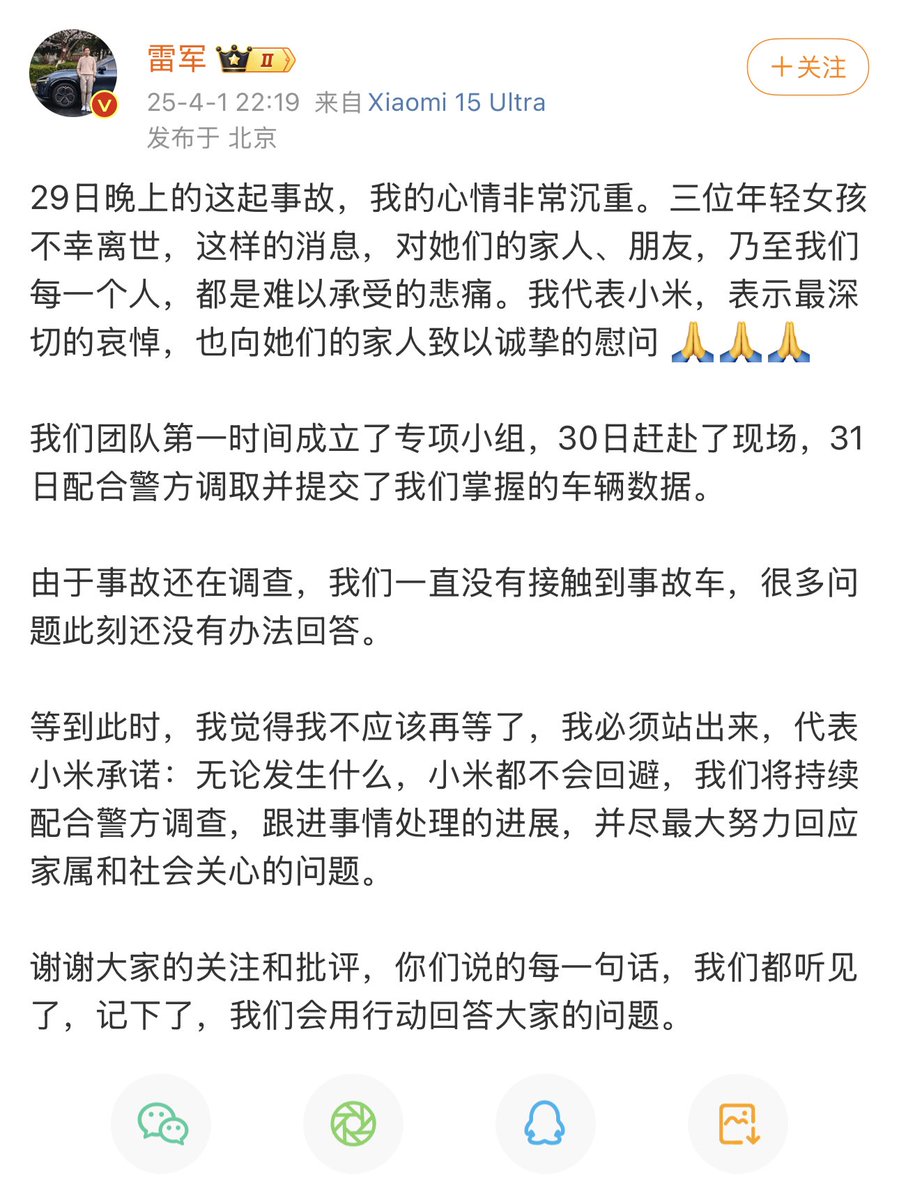 雷军 II
+关注
25-4-1 22:19 来自 Xiaomi 15 Ultra
发布于 北京
29日晚上的这起事故，我的心情非常沉重。三位年轻女孩
不幸离世，这样的消息，对她们的家人、朋友，乃至我们
每一个人，都是难以承受的悲痛。我代表小米，表示最深
切的哀悼，也向她们的家人致以诚挚的慰问 🙏🙏🙏
我们团队第一时间成立了专项小组，30日赶赴了现场，31
日配合警方调取并提交了我们掌握的车辆数据。
由于事故还在调查，我们一直没有接触到事故车，很多问
题此刻还没有办法回答。
等到此时，我觉得我不应该再等了，我必须站出来，代表
小米承诺：无论发生什么，小米都不会回避，我们将持续
配合警方调查，跟进事情处理的进展，并尽最大努力回应
家属和社会关心的问题。
谢谢大家的关注和批评，你们说的每一句话，我们都听见
了，记下了，我们会用行动回答大家的问题。